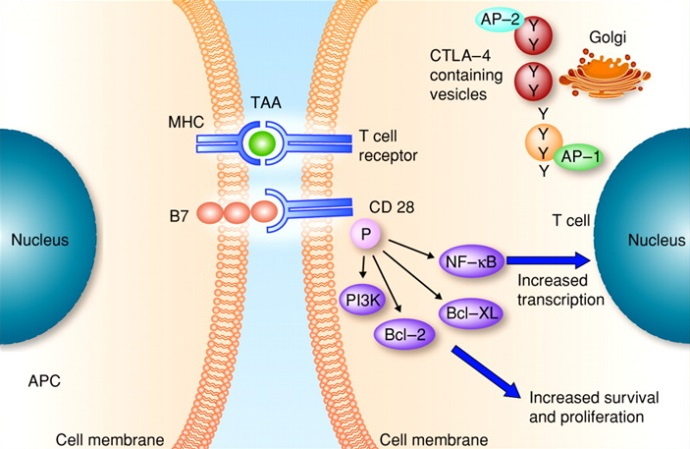 AP–2
Y
Y
Golgi
CTLA–4
containing
vesicles
Y
Y
TAA
Y
MHC
T cell
receptor
Y
Y
Y
AP–1
Y
B7
CD 28
T cell
P
Nucleus
Nucleus
NF–κB
Increased
transcription
PI3K
Bcl–XL
Bcl–2
APC
Increased survival
and proliferation
Cell membrane
Cell membrane